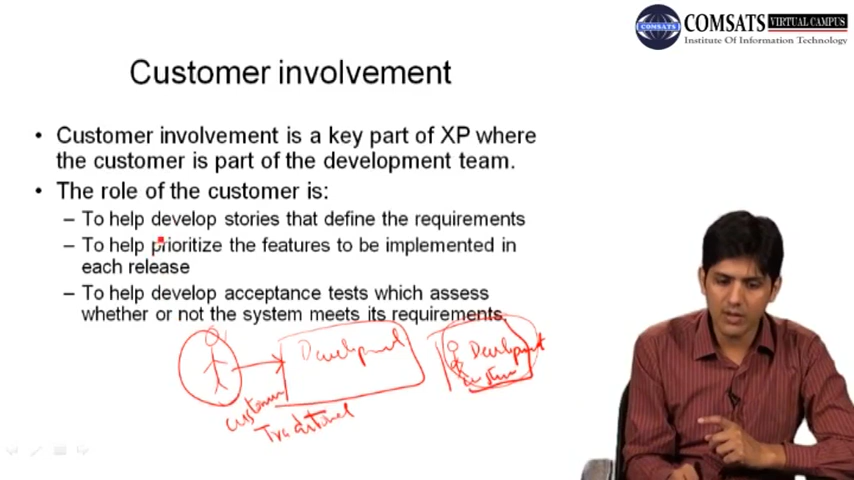 COMSATS VIRTUAL CAMPUS
COMSATS
Institute Of Information Technology
Customer involvement
• Customer involvement is a key part of XP where
the customer is part of the development team.
• The role of the customer is:
– To help develop stories that define the requirements
– To help prioritize the features to be implemented in
each release
– To help develop acceptance tests which assess
whether or not the system meets its requirements.
Development
Development
Customer
Traditional